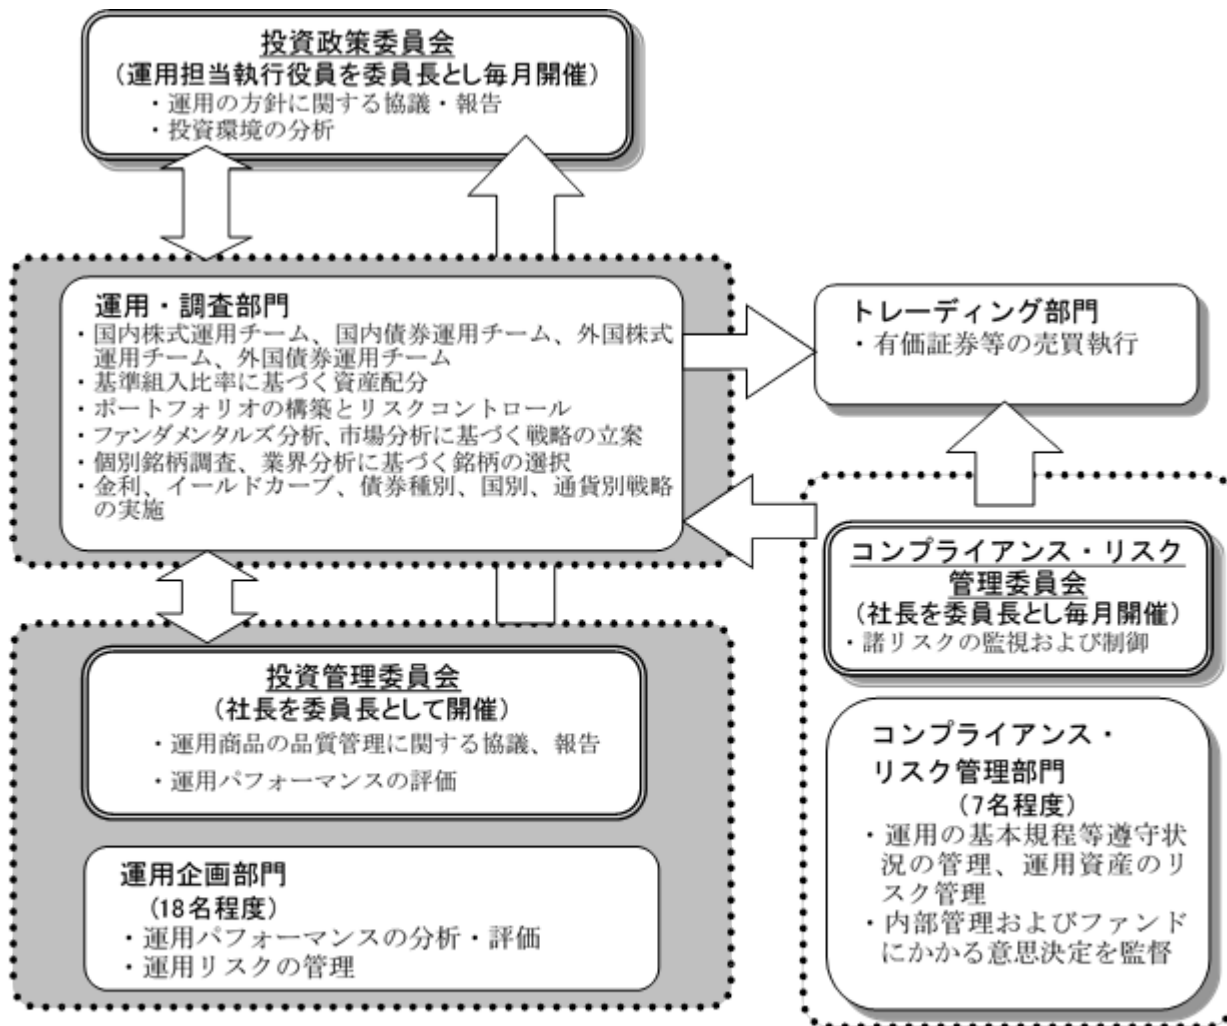 投資政策委員会
(運用担当執行役員を委員長とし毎月開催)
・運用の方針に関する協議・報告
・投資環境の分析
運用・調査部門
・国内株式運用チーム、国内債券運用チーム、外国株式
運用チーム、外国債券運用チーム
・基準組入比率に基づく資産配分
・ポートフォリオの構築とリスクコントロール
・ファンダメンタルズ分析、市場分析に基づく戦略の立案
・個別銘柄調査、業界分析に基づく銘柄の選択
・金利、イールドカーブ、債券種別、国別、通貨別戦略
の実施
トレーディング部門
・有価証券等の売買執行
コンプライアンス・リスク
管理委員会
(社長を委員長とし毎月開催)
・諸リスクの監視および制御
投資管理委員会
(社長を委員長として開催)
・運用商品の品質管理に関する協議、報告
・運用パフォーマンスの評価
運用企画部門
(18名程度)
・運用パフォーマンスの分析・評価
・運用リスクの管理
コンプライアンス・
リスク管理部門
(7名程度)
・運用の基本規程等遵守状
況の管理、運用資産のリ
スク管理
・内部管理およびファンド
にかかる意思決定を監督